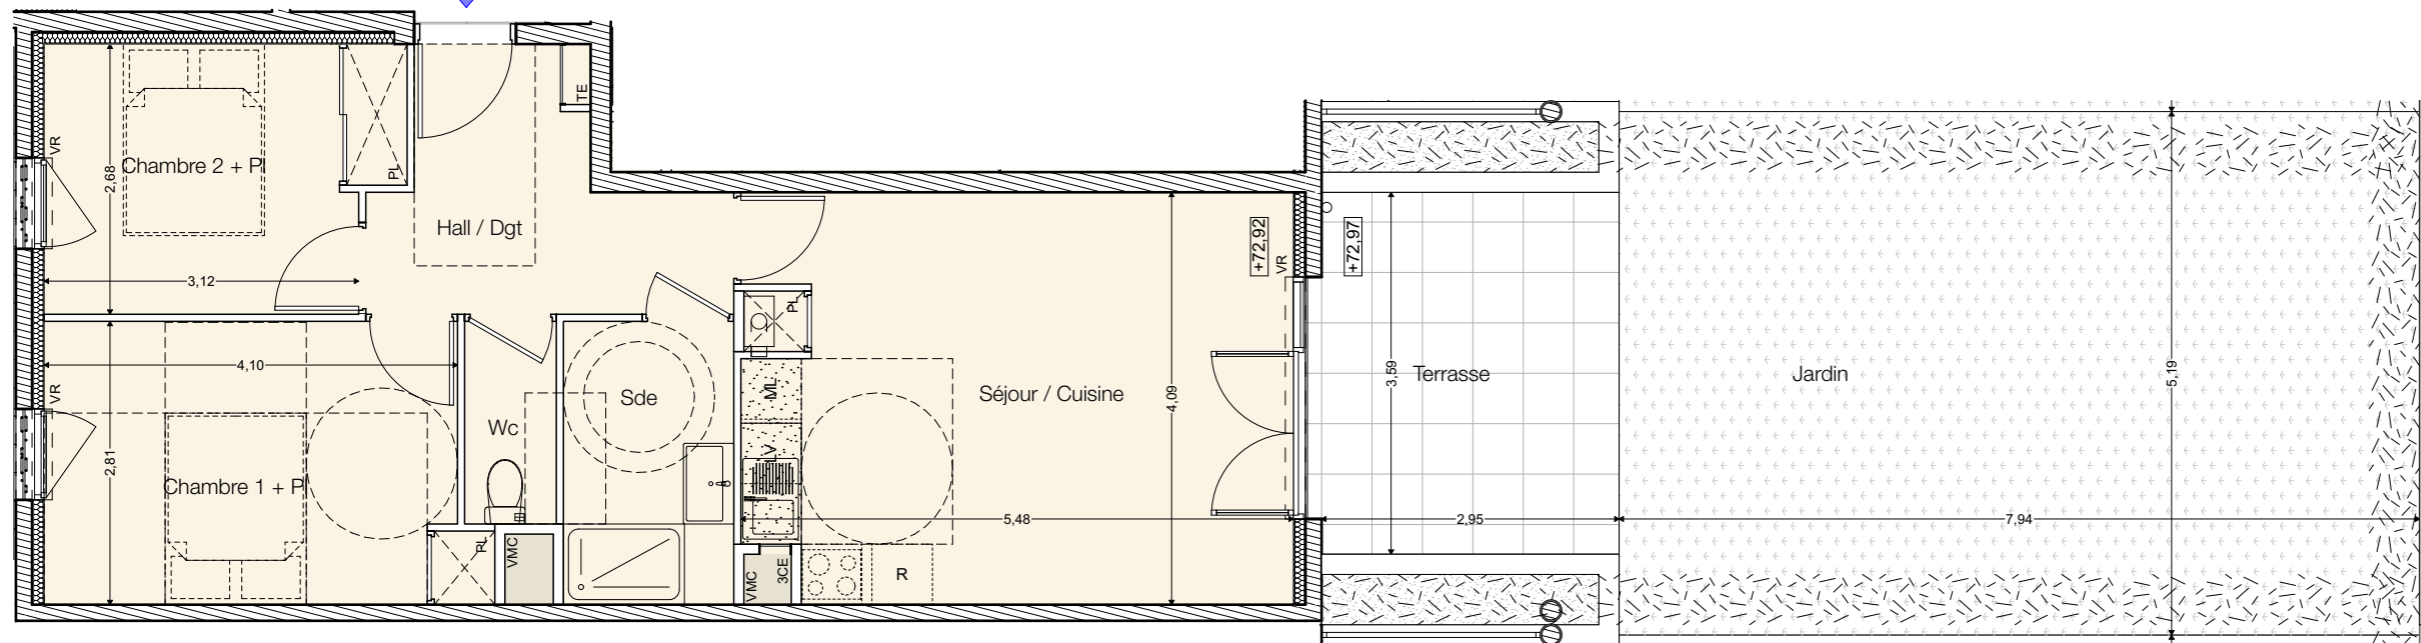 TE
VR
Chambre 2 + P
2,68
PL
Hall / Dgt
3,12
+72,92
VR
+72,97
PL
4,10
VR
Sde
ML
Séjour / Cuisine
4,09
3,59
Terrasse
Jardin
5,19
Wc
LV
2,81
Chambre 1 + P
5,48
2,95
7,94
PL
VMC
VMC
3CE
R